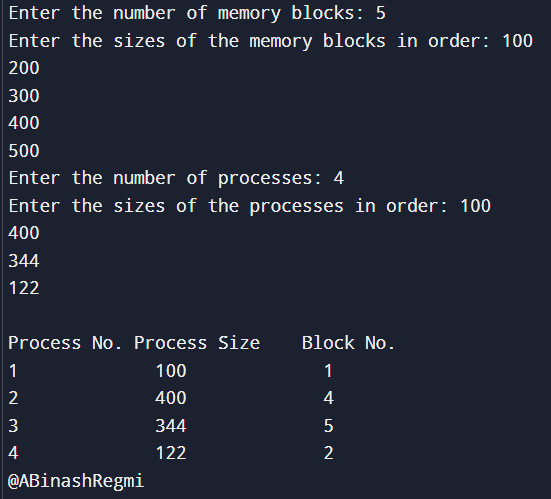 Enter the number of memory blocks: 5
Enter the sizes of the memory blocks in order: 100
200
300
400
500
Enter the number of processes: 4
Enter the sizes of the processes in order: 100
400
344
122
Process No. Process Size    Block No.
1             100             1
2             400             4
3             344             5
4             122             2
@ABinashRegmi